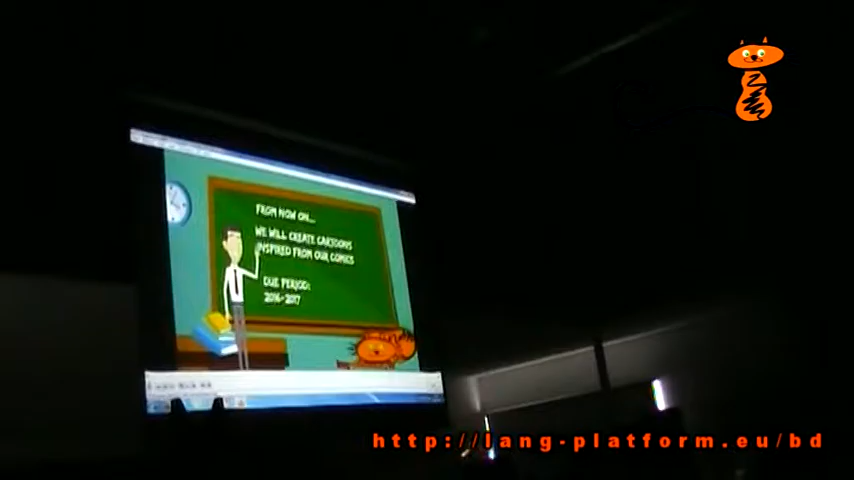 FROM NOW ON...
WE WILL CREATE CARTOONS
INSPIRED FROM OUR COMICS
DUE PERIOD:
2016-2017
http://lang-platform.eu/bd